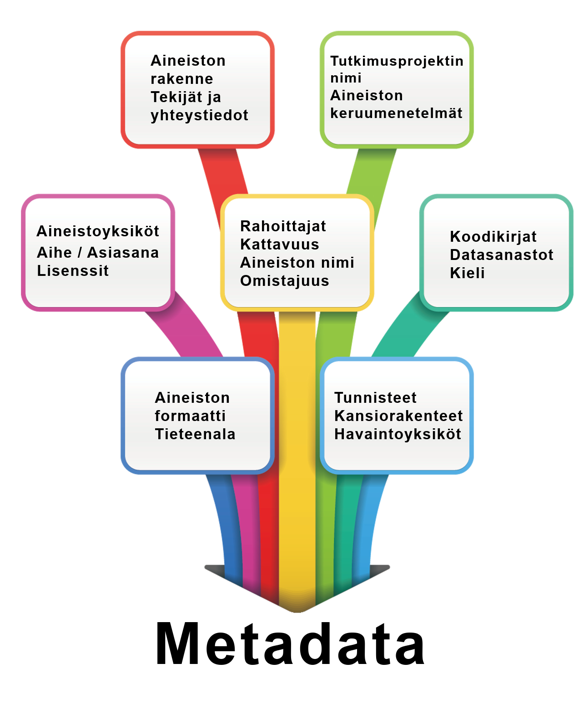 Aineiston
rakenne
Tekijät ja
yhteystiedot
Tutkimusprojektin
nimi
Aineiston
keruumenetelmät
Aineistoyksiköt
Aihe / Asiasana
Lisenssit
Rahoittajat
Kattavuus
Aineiston nimi
Omistajuus
Koodikirjat
Datasanastot
Kieli
Aineiston
formaatti
Tieteenala
Tunnisteet
Kansiorakenteet
Havaintoyksiköt
Metadata